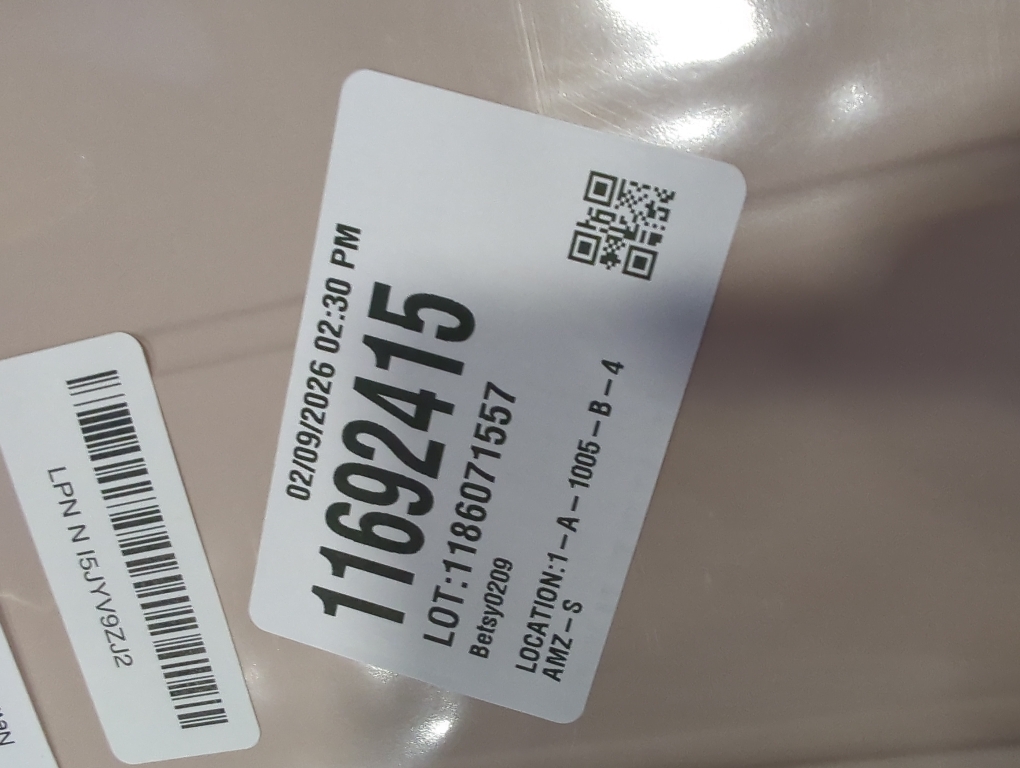 02/09/2026 02:30 PM
11692415
LOT:1186071557
Betsy0209
LOCATION:1-A-1005-B-4
AMZ-S
LPN N I5JYV9ZJ2